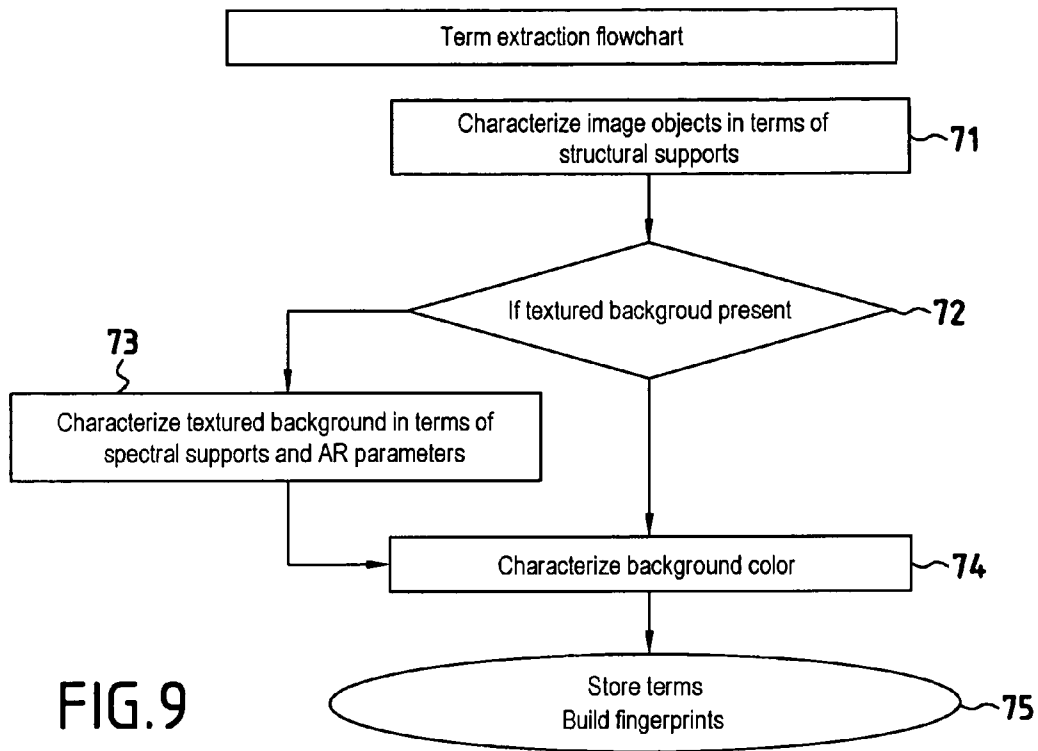 Term extraction flowchart
Characterize image objects in terms of
structural supports
71
If textured backgroud present
72
73
Characterize textured background in terms of
spectral supports and AR parameters
Characterize background color
74
Store terms
Build fingerprints
75
FIG.9